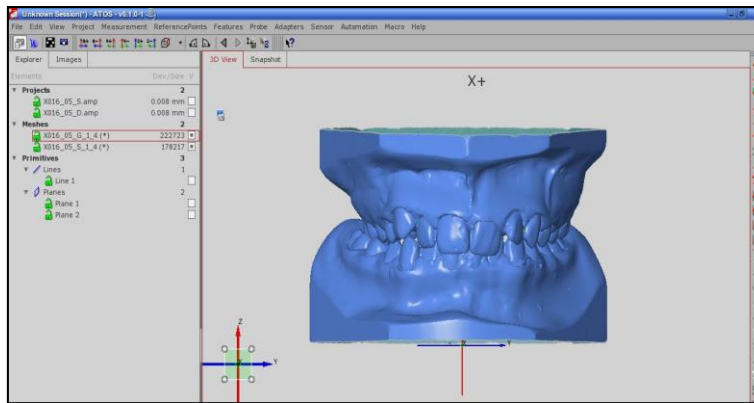 Unknown Session(*) - ATOS - v6.1.0-1
File Edit View Project Measurement ReferencePoints Features Probe Adapters Sensor Automation Macro Help
Explorer Images 3D View Snapshot
Elements Dev/Size V
Projects 2
X016_05_S.amp 0.008 mm
X016_05_D.amp 0.008 mm
Meshes 2
X016_05_G_1_4 (*) 222723
X016_05_S_1_4 (*) 178217
Primitives 3
Lines 1
Line 1
Planes 2
Plane 1
Plane 2
X+
Z
Y
Y